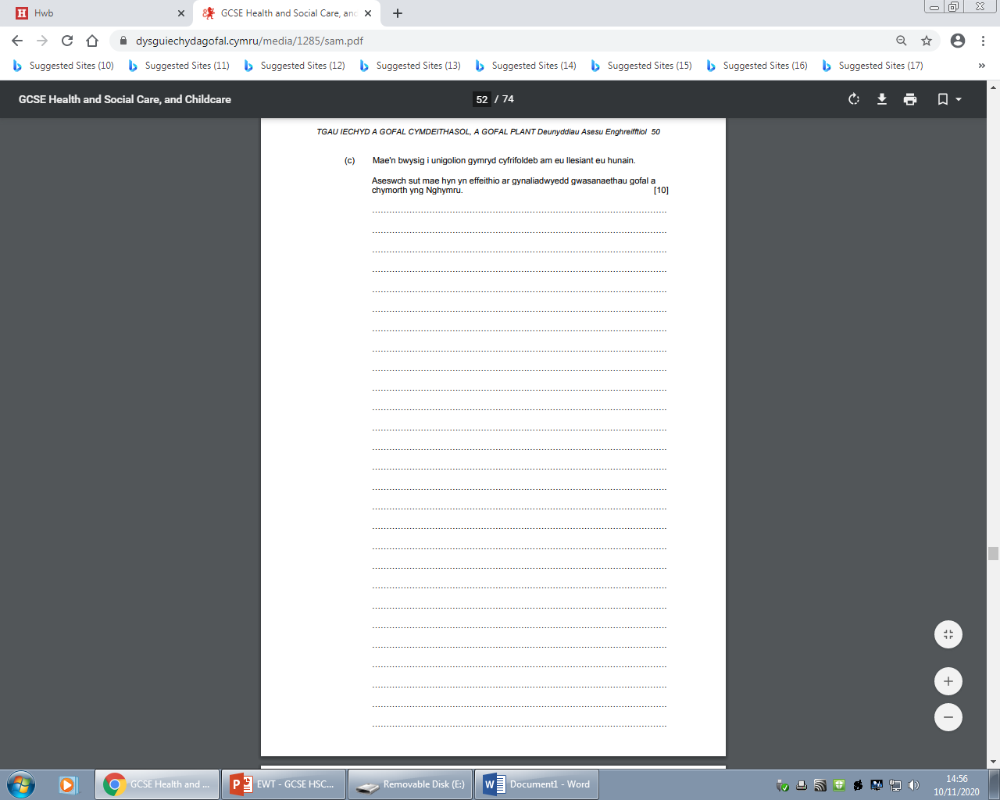 Hwb
GCSE Health and Social Care, and
dysguiechydagofal.cymru/media/1285/sam.pdf
Suggested Sites (10) Suggested Sites (11) Suggested Sites (12) Suggested Sites (13) Suggested Sites (14) Suggested Sites (15) Suggested Sites (16) Suggested Sites (17) »
GCSE Health and Social Care, and Childcare 52 / 74
TGAU IECHYD A GOFAL CYMDEITHASOL, A GOFAL PLANT Deunyddiau Asesu Enghreifftiol 50
(c) Mae'n bwysig i unigolion gymryd cyfrifoldeb am eu llesiant eu hunain.
Aseswch sut mae hyn yn effeithio ar gynaliadwyedd gwasanaethau gofal a
chymorth yng Nghymru. [10]
GCSE Health and ... EWT - GCSE HSC... Removable Disk (E:) Document1 - Word
14:56
10/11/2020